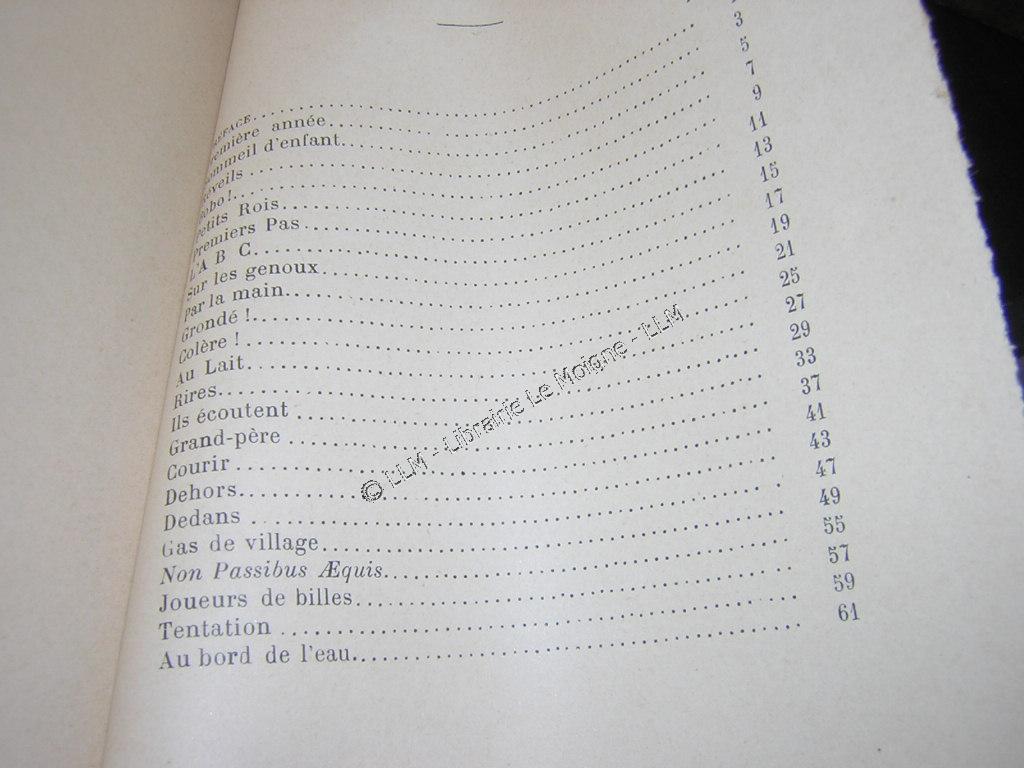 PRÉFACE
Première année 3
Sommeil d'enfant 5
Réveils 7
Bobo ! 9
Petits Rois 11
Premiers Pas 13
L'A B C 15
Sur les genoux 17
Par la main 19
Grondé ! 21
Colère ! 25
Au Lait 27
Rires 29
Ils écoutent 33
Grand-père 37
Courir 41
Dehors 43
Dedans 47
Gas de village 49
Non Passibus Æquis 55
Joueurs de billes 57
Tentation 59
Au bord de l'eau 61
© LLM - Librairie Le Moigne - LLM